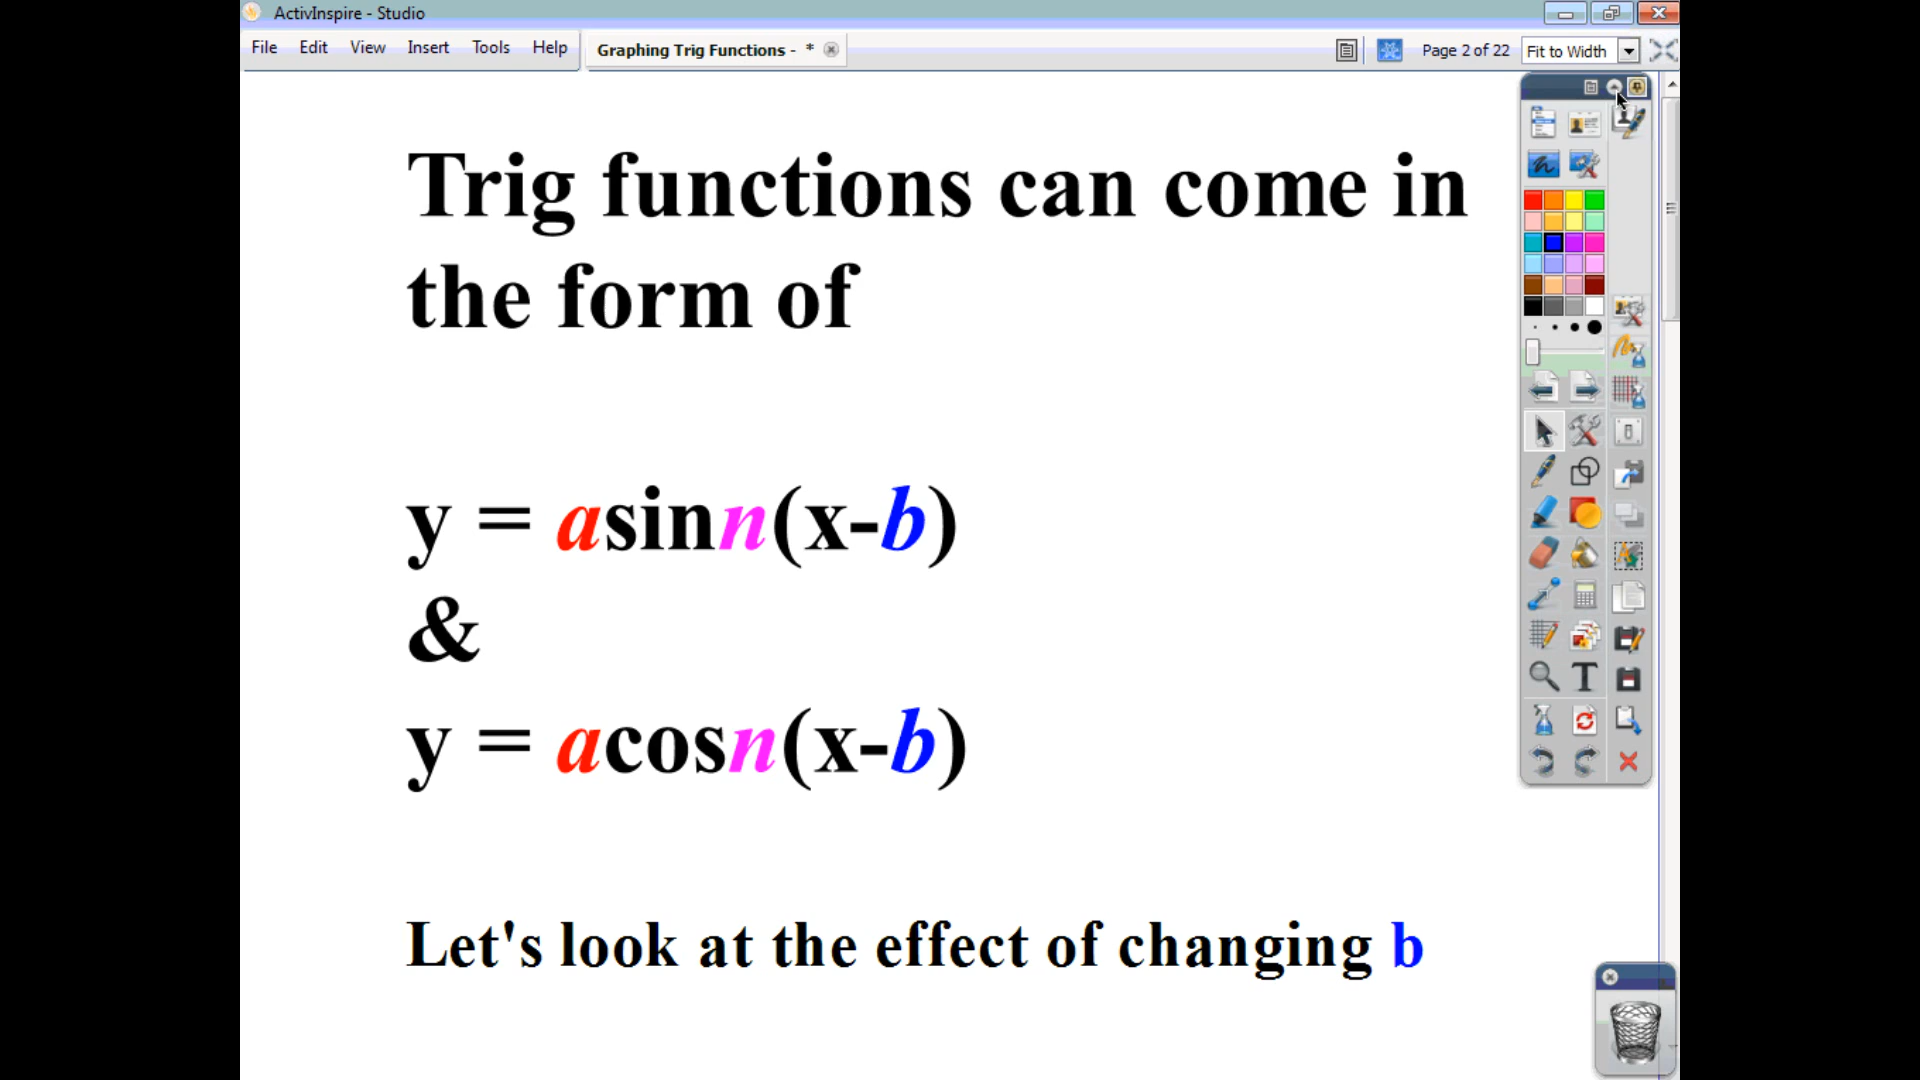 ActivInspire - Studio
File Edit View Insert Tools Help
Graphing Trig Functions - *
Page 2 of 22
Fit to Width
Trig functions can come in
the form of
y = asinn(x-b)
&
y = acosn(x-b)
Let's look at the effect of changing b
T